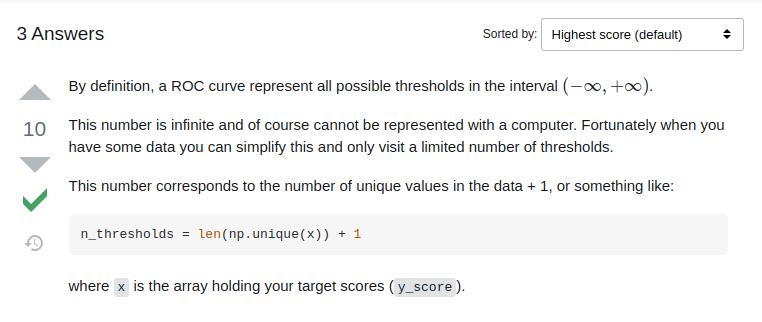 3 Answers
Sorted by: Highest score (default)
By definition, a ROC curve represent all possible thresholds in the interval (−∞, +∞).
10
This number is infinite and of course cannot be represented with a computer. Fortunately when you
have some data you can simplify this and only visit a limited number of thresholds.
This number corresponds to the number of unique values in the data + 1, or something like:
n_thresholds = len(np.unique(x)) + 1
where x is the array holding your target scores ( y_score ).